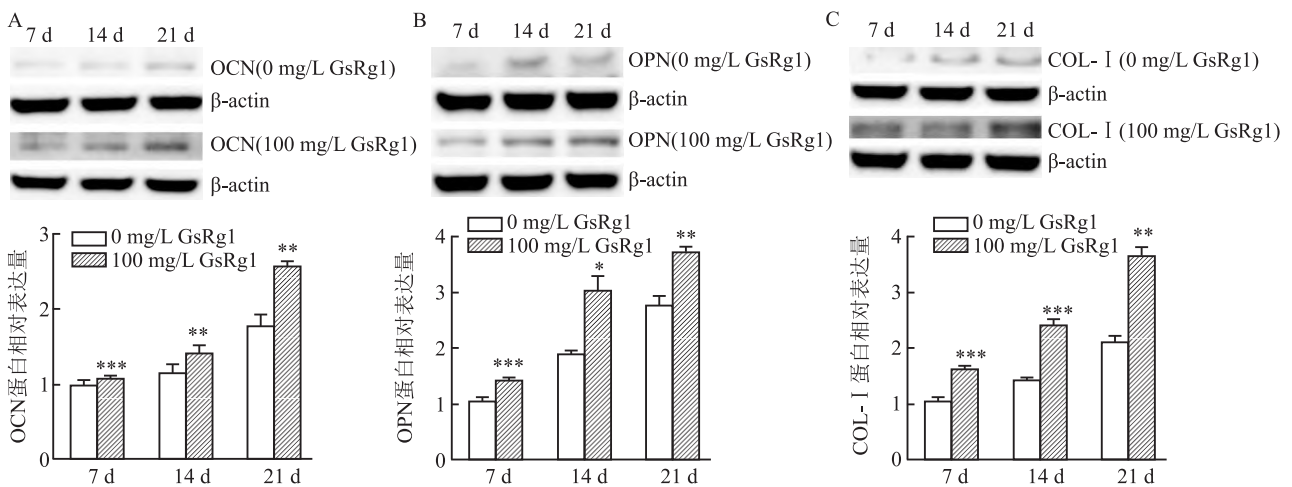 A
7 d 14 d 21 d
OCN(0 mg/L GsRg1)
β-actin
OCN(100 mg/L GsRg1)
β-actin
3
2
1
0
OCN蛋白相对表达量
0 mg/L GsRg1
100 mg/L GsRg1
***
**
**
7 d 14 d 21 d
B
7 d 14 d 21 d
OPN(0 mg/L GsRg1)
β-actin
OPN(100 mg/L GsRg1)
β-actin
4
3
2
1
0
OPN蛋白相对表达量
0 mg/L GsRg1
100 mg/L GsRg1
***
*
**
7 d 14 d 21 d
C
7 d 14 d 21 d
COL-Ⅰ(0 mg/L GsRg1)
β-actin
COL-Ⅰ(100 mg/L GsRg1)
β-actin
4
3
2
1
0
COL-Ⅰ蛋白相对表达量
0 mg/L GsRg1
100 mg/L GsRg1
***
***
**
7 d 14 d 21 d